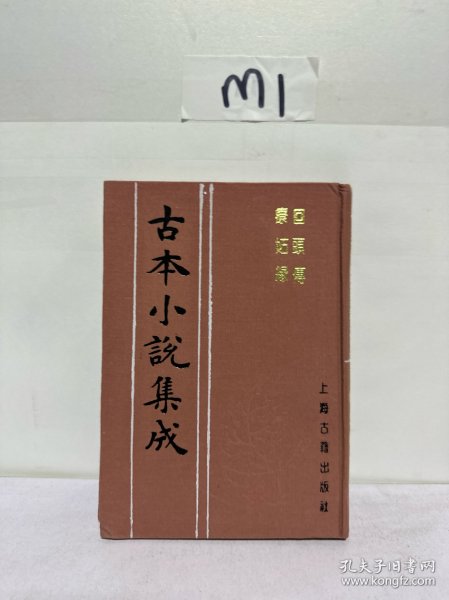 m1
回頭傳
療妬緣
上海古籍出版社
古本小說集成
孔夫子旧书网
www.kongfz.com